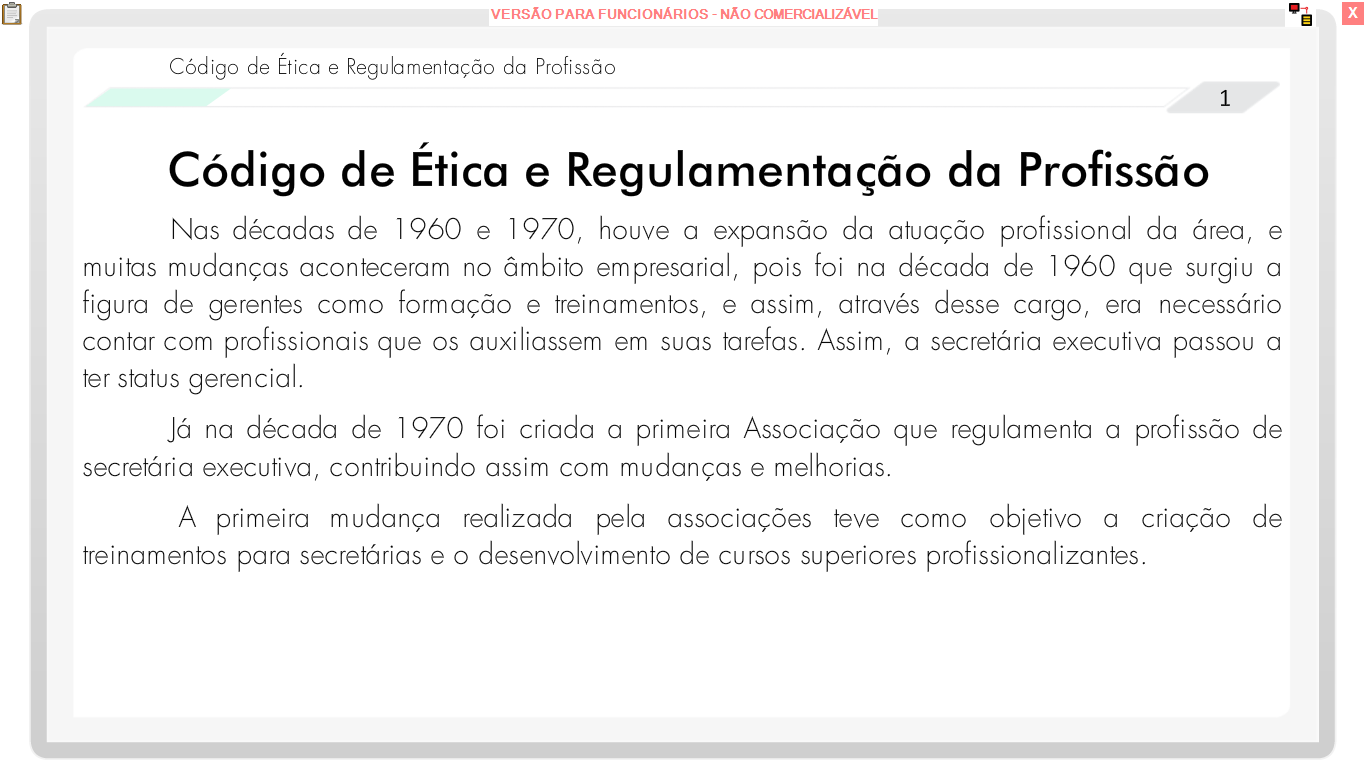 VERSÃO PARA FUNCIONÁRIOS - NÃO COMERCIALIZÁVEL
X
Código de Ética e Regulamentação da Profissão
1
Código de Ética e Regulamentação da Profissão
Nas décadas de 1960 e 1970, houve a expansão da atuação profissional da área, e
muitas mudanças aconteceram no âmbito empresarial, pois foi na década de 1960 que surgiu a
figura de gerentes como formação e treinamentos, e assim, através desse cargo, era necessário
contar com profissionais que os auxiliassem em suas tarefas. Assim, a secretária executiva passou a
ter status gerencial.
Já na década de 1970 foi criada a primeira Associação que regulamenta a profissão de
secretária executiva, contribuindo assim com mudanças e melhorias.
A primeira mudança realizada pela associações teve como objetivo a criação de
treinamentos para secretárias e o desenvolvimento de cursos superiores profissionalizantes.